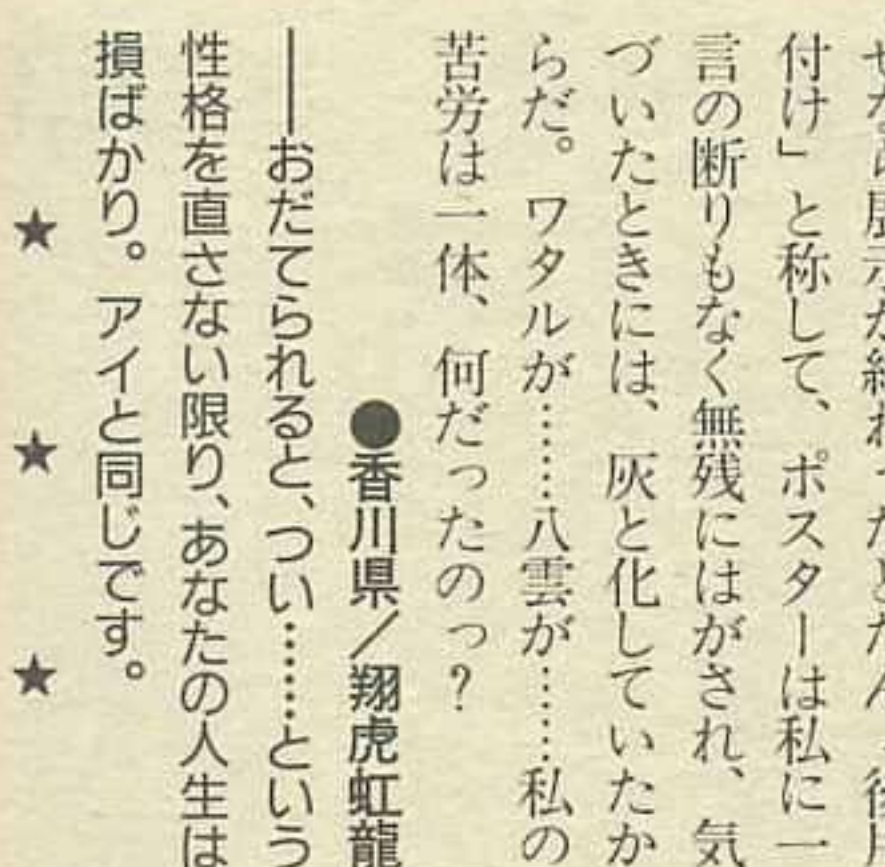 付け」と称して、ポスターは私に一
言の断りもなく無残にはがされ、気
づいたときには、灰と化していたか
らだ。ワタルが………八雲が………私の
苦労は一体、何だったのっ？
●香川県／翔虎虹龍
──おだてられると、つい………という
性格を直さない限り、あなたの人生は
損ばかり。アイと同じです。
★ ★ ★